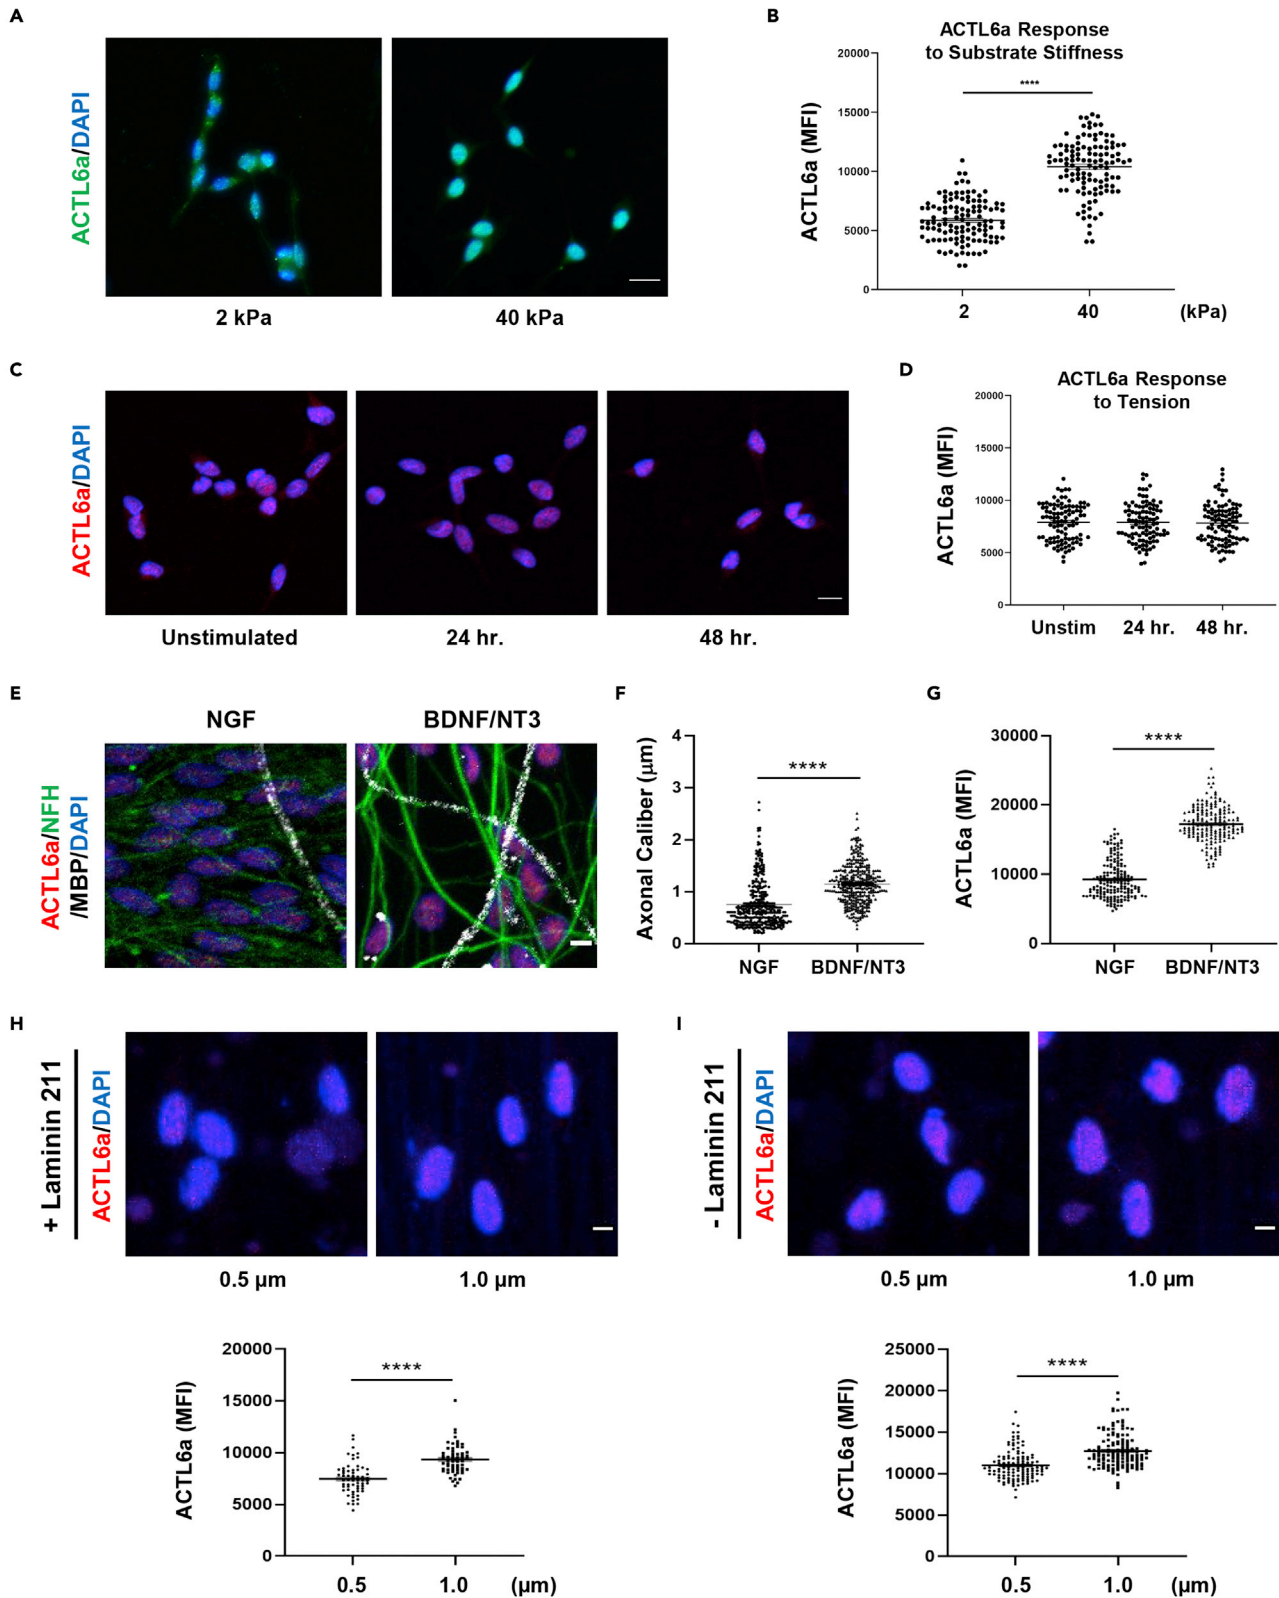 A
ACTL6a/DAPI
2 kPa
40 kPa
B
ACTL6a Response
to Substrate Stiffness
20000
15000
10000
5000
0
ACTL6a (MFI)
****
2
40
(kPa)
C
ACTL6a/DAPI
Unstimulated
24 hr.
48 hr.
D
ACTL6a Response
to Tension
20000
15000
10000
5000
0
ACTL6a (MFI)
Unstim
24 hr.
48 hr.
E
NGF
BDNF/NT3
ACTL6a/NFH
/MBP/DAPI
F
Axonal Caliber (µm)
4
3
2
1
0
****
NGF
BDNF/NT3
G
ACTL6a (MFI)
30000
20000
10000
0
****
NGF
BDNF/NT3
H
+ Laminin 211
ACTL6a/DAPI
0.5 µm
1.0 µm
ACTL6a (MFI)
20000
15000
10000
5000
0
****
0.5
1.0
(µm)
I
- Laminin 211
ACTL6a/DAPI
0.5 µm
1.0 µm
ACTL6a (MFI)
25000
20000
15000
10000
5000
0
****
0.5
1.0
(µm)